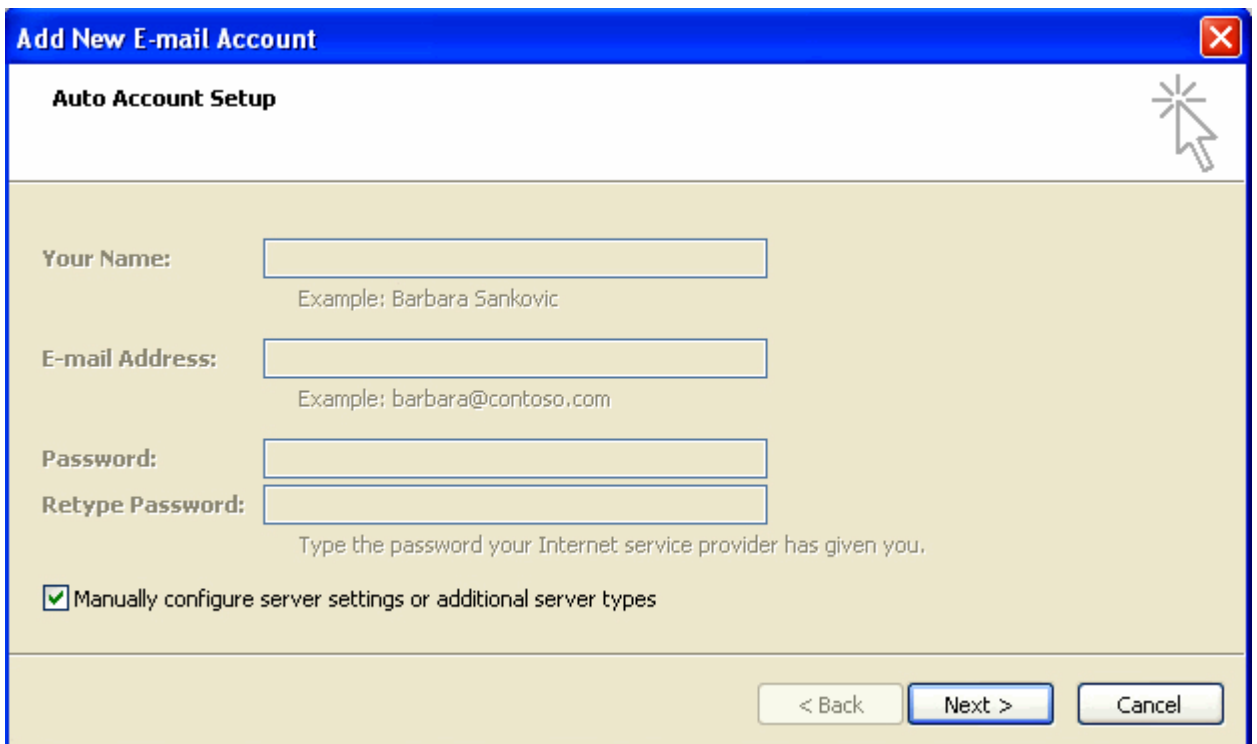 Add New E-mail Account
Auto Account Setup
Your Name:
Example: Barbara Sankovic
E-mail Address:
Example: barbara@contoso.com
Password:
Retype Password:
Type the password your Internet service provider has given you.
Manually configure server settings or additional server types
< Back Next > Cancel